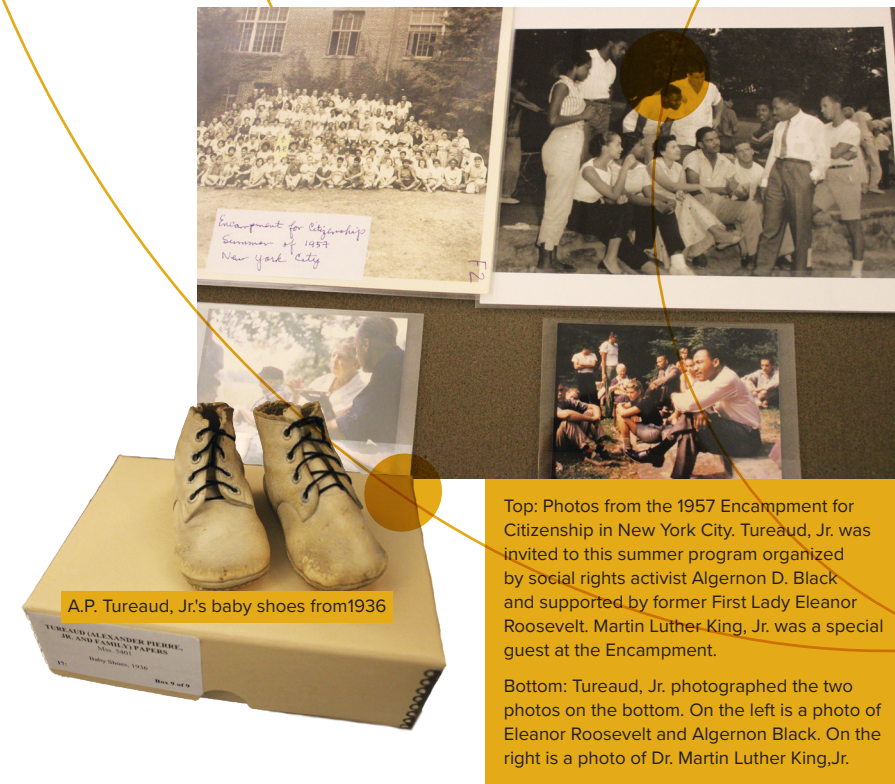 Encampment for Citizenship
Summer of 1957
New York City
F2
A.P. Tureaud, Jr.'s baby shoes from1936
TUREAUD (ALEXANDER PIERRE,
JR. AND FAMILY) PAPERS
Mss. 5401
Baby Shoes, 1936
Box 9 of 9
Top: Photos from the 1957 Encampment for
Citizenship in New York City. Tureaud, Jr. was
invited to this summer program organized
by social rights activist Algernon D. Black
and supported by former First Lady Eleanor
Roosevelt. Martin Luther King, Jr. was a special
guest at the Encampment.
Bottom: Tureaud, Jr. photographed the two
photos on the bottom. On the left is a photo of
Eleanor Roosevelt and Algernon Black. On the
right is a photo of Dr. Martin Luther King,Jr.